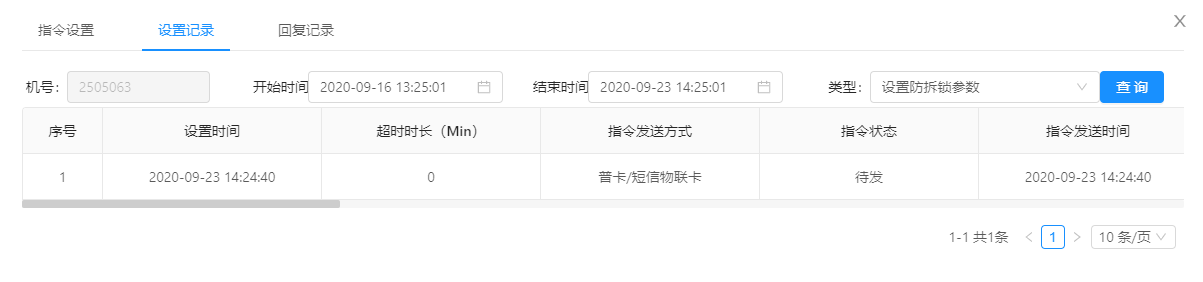 指令设置 设置记录 回复记录 X
机号: 2505063 开始时间 2020-09-16 13:25:01 结束时间 2020-09-23 14:25:01 类型: 设置防拆锁参数 查 询
序号 设置时间 超时时长（Min） 指令发送方式 指令状态 指令发送时间
1 2020-09-23 14:24:40 0 普卡/短信物联卡 待发 2020-09-23 14:24:40
1-1 共1条 < 1 > 10 条/页